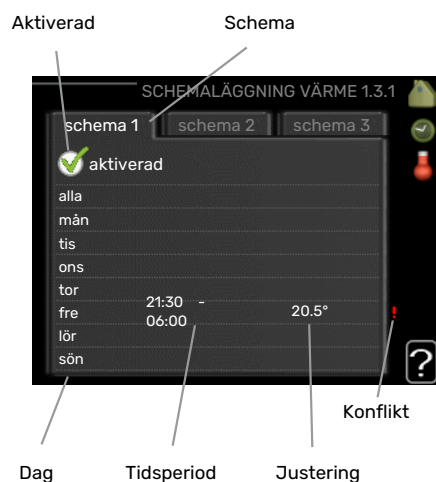 Aktiverad
Schema
SCHEMALÄGGNING VÄRME 1.3.1
schema 1
schema 2
schema 3
aktiverad
alla
mån
tis
ons
tor
fre
21:30 -
06:00
20.5°
!
lör
sön
?
Konflikt
Dag
Tidsperiod
Justering